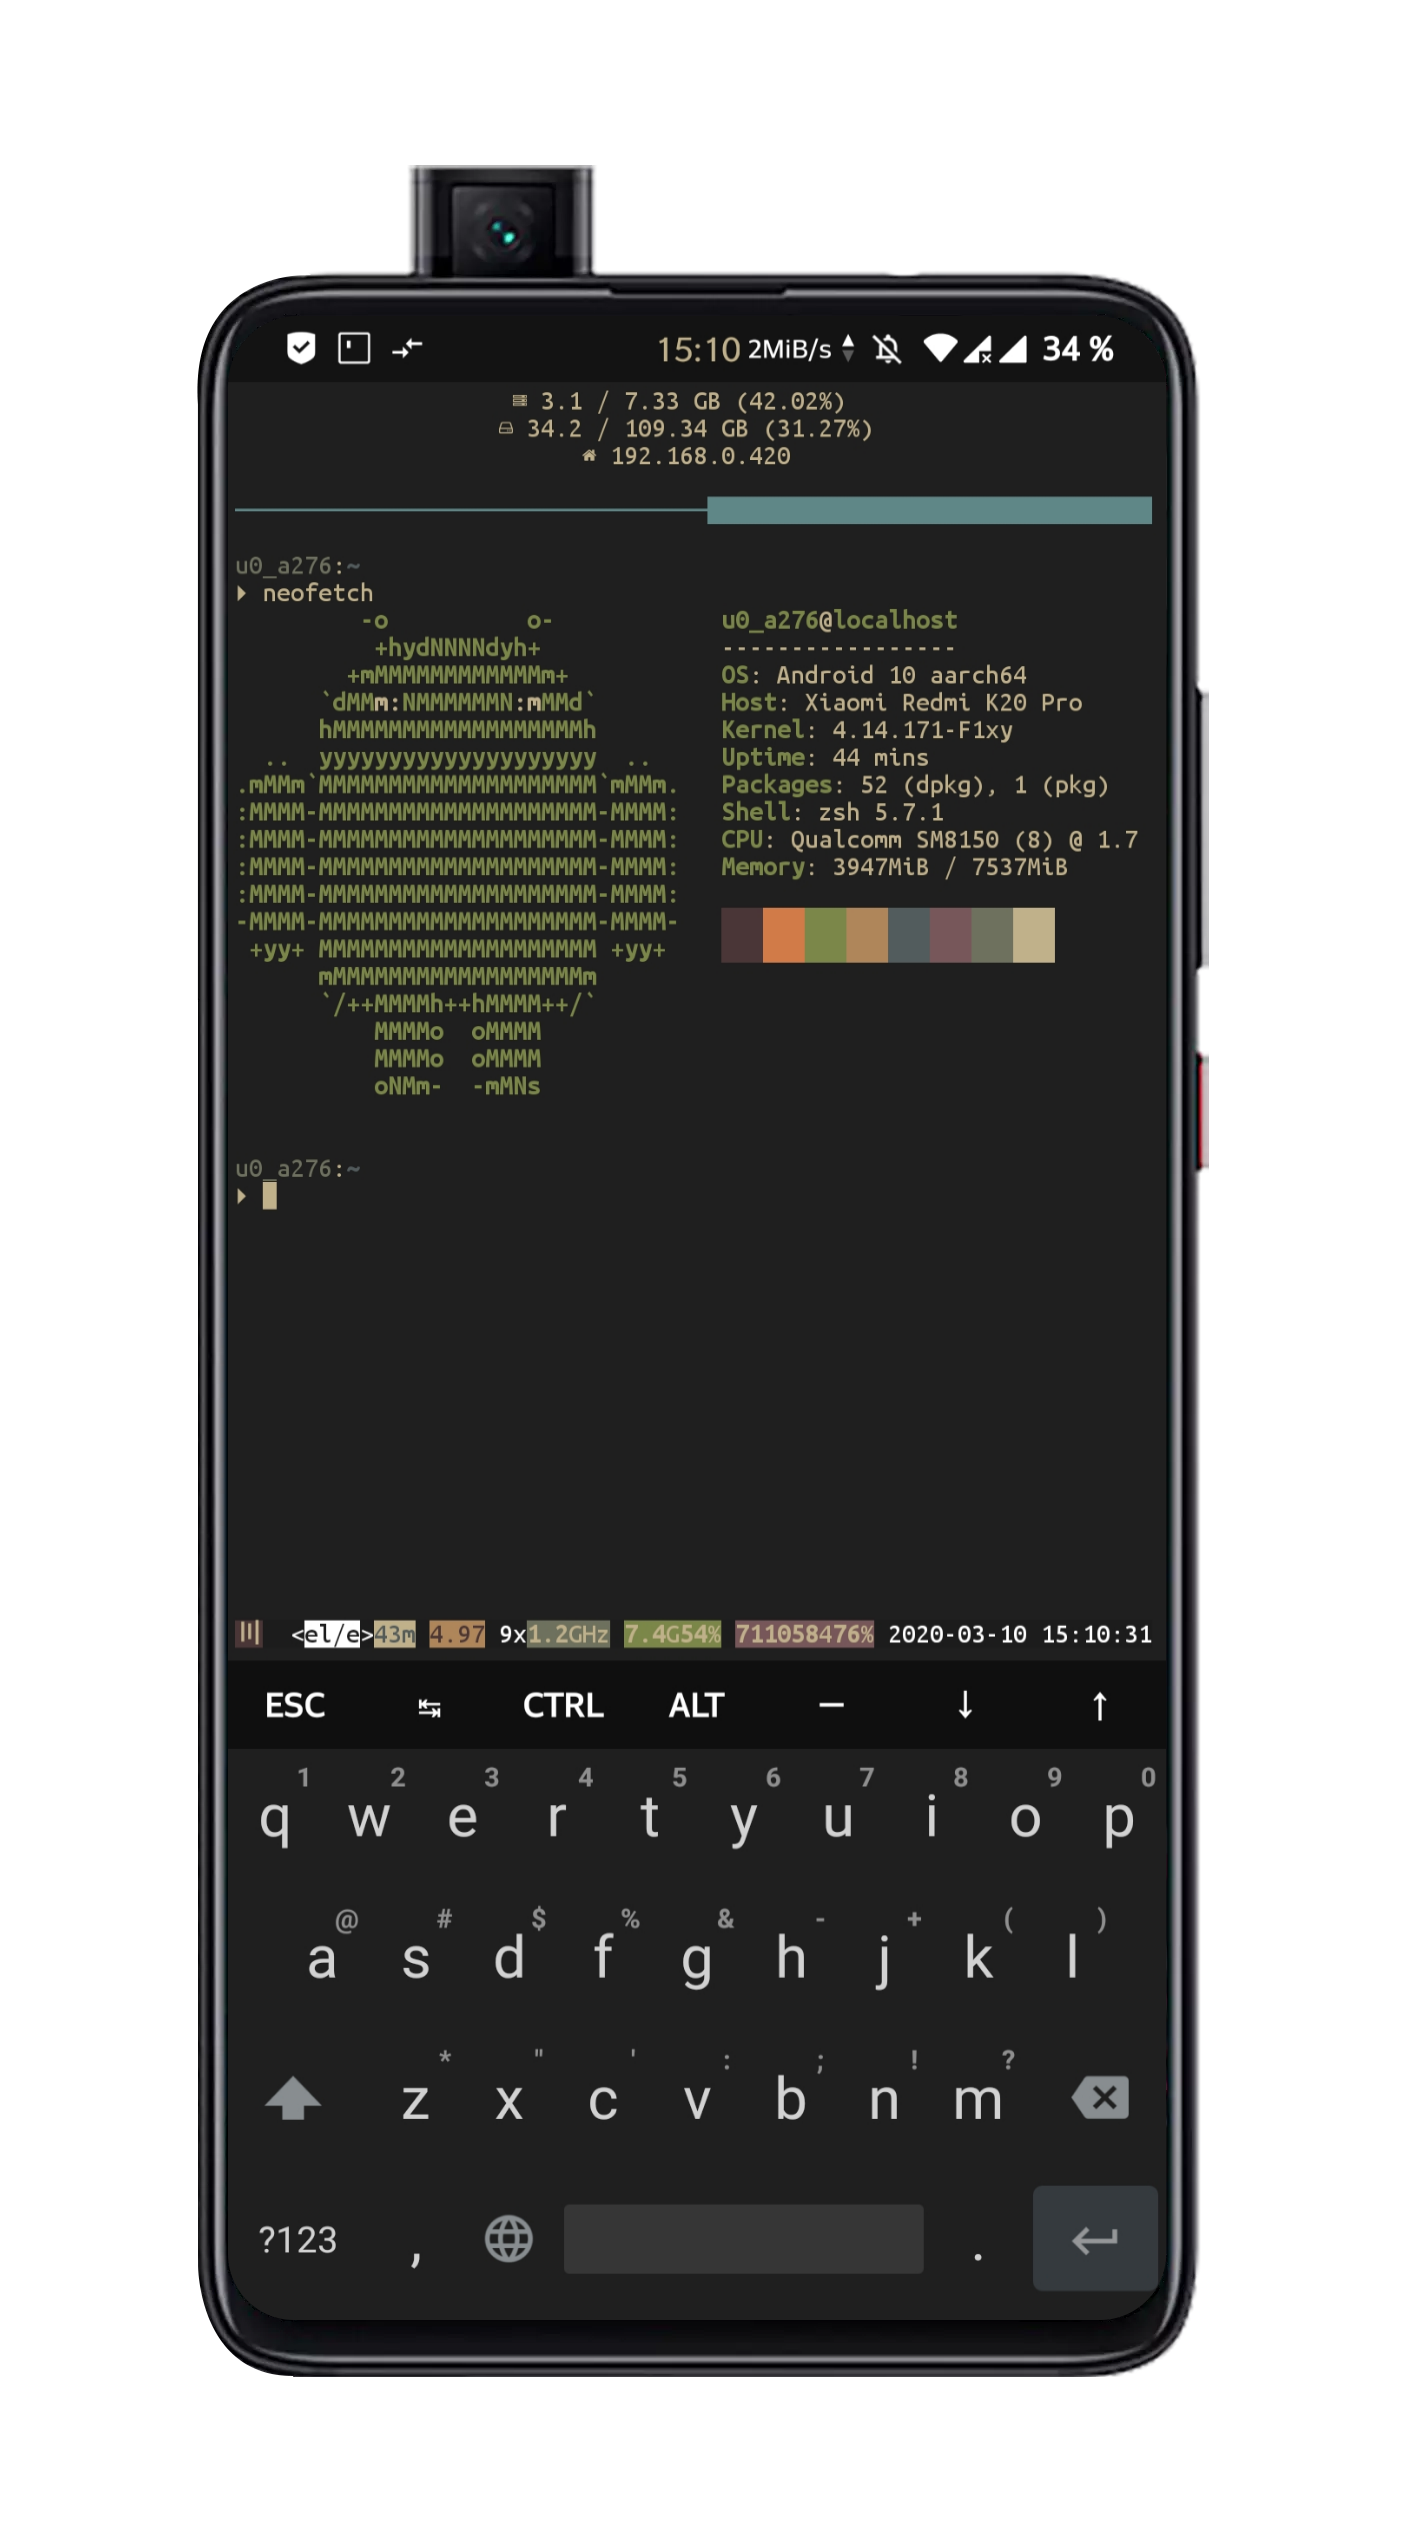 15:10 2MiB/s 34 %
3.1 / 7.33 GB (42.02%)
34.2 / 109.34 GB (31.27%)
192.168.0.420
u0_a276:~
neofetch
-o          o-
+hydNNNNdyh+
+mMMMMMMMMMMMMm+
`dMMm:NMMMMMMN:mMMd`
hMMMMMMMMMMMMMMMMMMh
..  yyyyyyyyyyyyyyyyyyyy  ..
.mMMm`MMMMMMMMMMMMMMMMMMMM`mMMm.
:MMMM-MMMMMMMMMMMMMMMMMMMM-MMMM:
:MMMM-MMMMMMMMMMMMMMMMMMMM-MMMM:
:MMMM-MMMMMMMMMMMMMMMMMMMM-MMMM:
:MMMM-MMMMMMMMMMMMMMMMMMMM-MMMM:
-MMMM-MMMMMMMMMMMMMMMMMMMM-MMMM-
+yy+ MMMMMMMMMMMMMMMMMMMM +yy+
mMMMMMMMMMMMMMMMMMMm
`/++MMMMh++hMMMM++/`
MMMMo  oMMMM
MMMMo  oMMMM
oNMm-  -mMNs
u0_a276@localhost
-----------------
OS: Android 10 aarch64
Host: Xiaomi Redmi K20 Pro
Kernel: 4.14.171-F1xy
Uptime: 44 mins
Packages: 52 (dpkg), 1 (pkg)
Shell: zsh 5.7.1
CPU: Qualcomm SM8150 (8) @ 1.7
Memory: 3947MiB / 7537MiB
u0_a276:~
<el/e>43m 4.97 9x1.2GHz 7.4G54% 711058476% 2020-03-10 15:10:31
ESC CTRL ALT — ↓ ↑
1 2 3 4 5 6 7 8 9 0
q w e r t y u i o p
@ # $ % & - + ( )
a s d f g h j k l
* " ' : ; ! ?
z x c v b n m
?123 , .